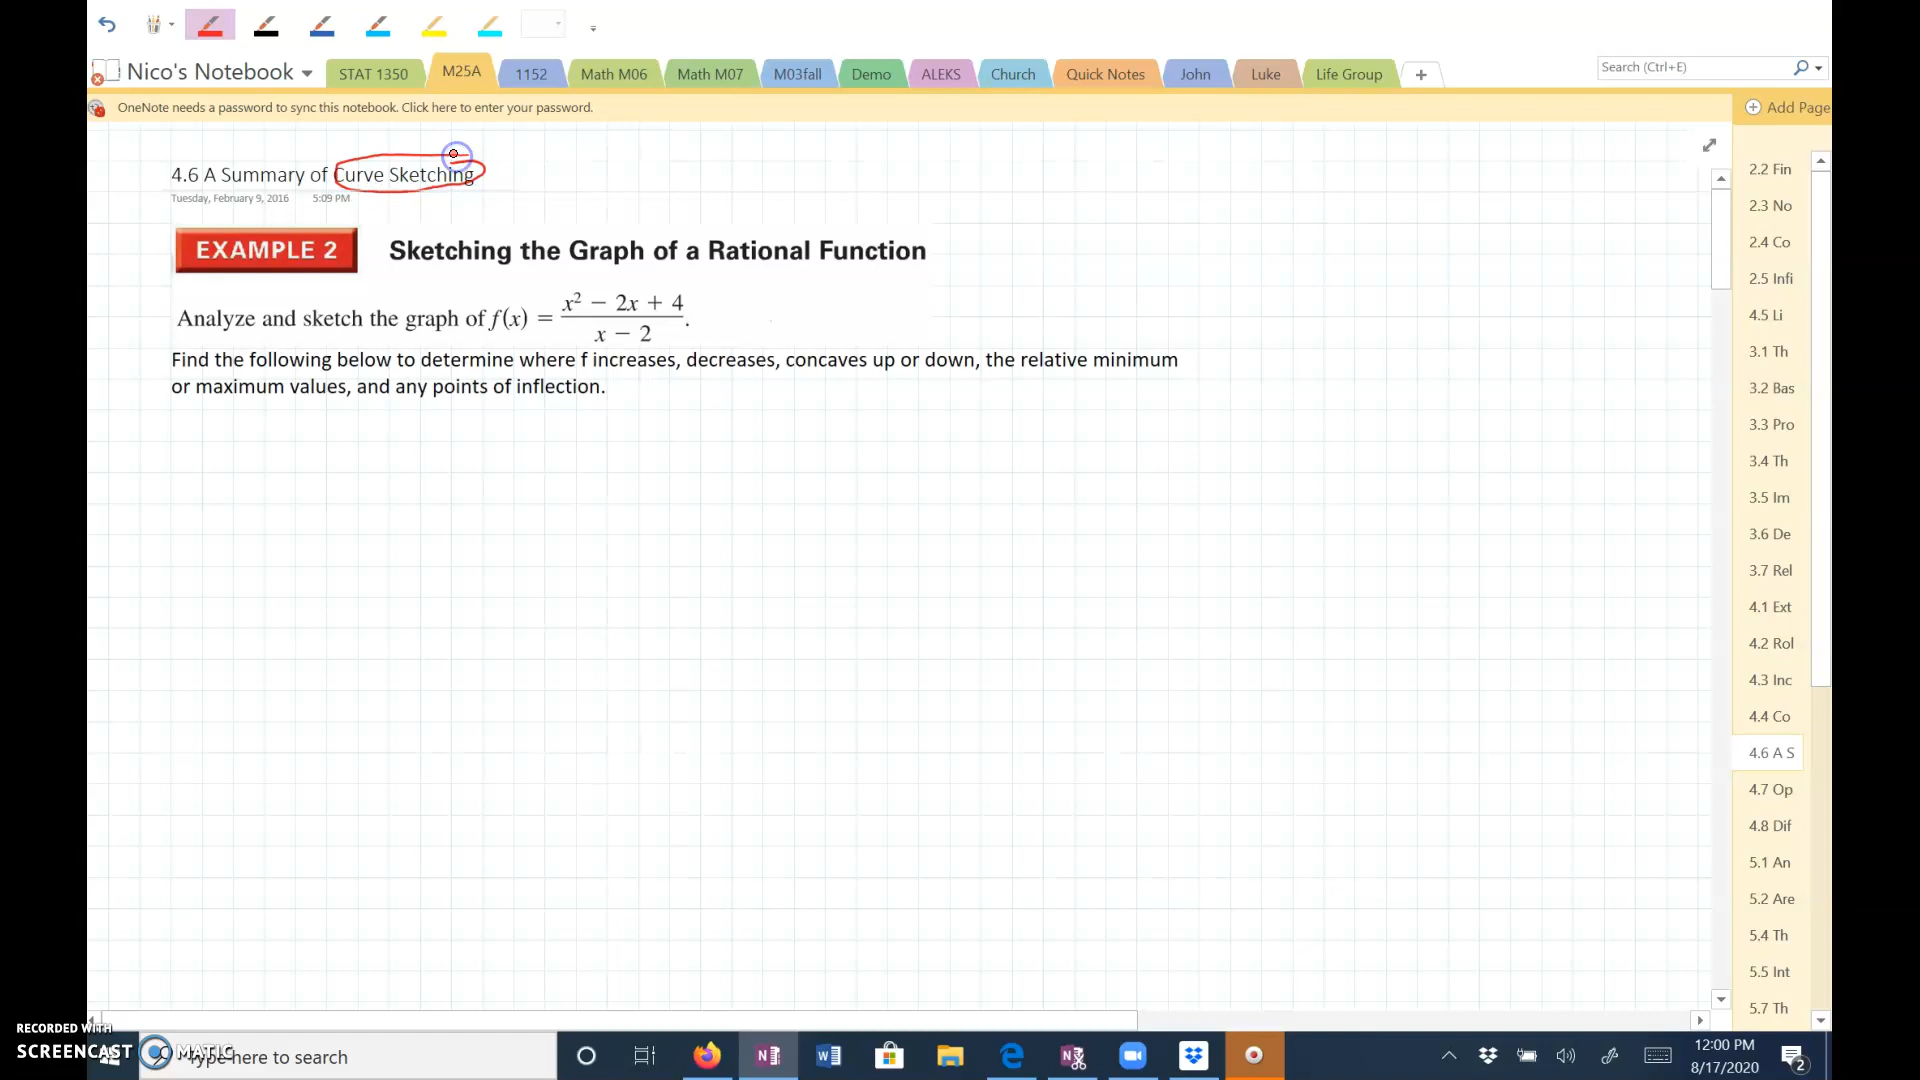 Nico's Notebook
STAT 1350
M25A
1152
Math M06
Math M07
M03fall
Demo
ALEKS
Church
Quick Notes
John
Luke
Life Group
Search (Ctrl+E)
OneNote needs a password to sync this notebook. Click here to enter your password.
Add Page
4.6 A Summary of Curve Sketching
Tuesday, February 9, 2016 5:09 PM
EXAMPLE 2 Sketching the Graph of a Rational Function
Analyze and sketch the graph of f(x) = (x² − 2x + 4)/(x − 2).
Find the following below to determine where f increases, decreases, concaves up or down, the relative minimum
or maximum values, and any points of inflection.
2.2 Fin
2.3 No
2.4 Co
2.5 Infi
4.5 Li
3.1 Th
3.2 Bas
3.3 Pro
3.4 Th
3.5 Im
3.6 De
3.7 Rel
4.1 Ext
4.2 Rol
4.3 Inc
4.4 Co
4.6 A S
4.7 Op
4.8 Dif
5.1 An
5.2 Are
5.4 Th
5.5 Int
5.7 Th
RECORDED WITH
SCREENCAST MATIC
Type here to search
12:00 PM
8/17/2020
2